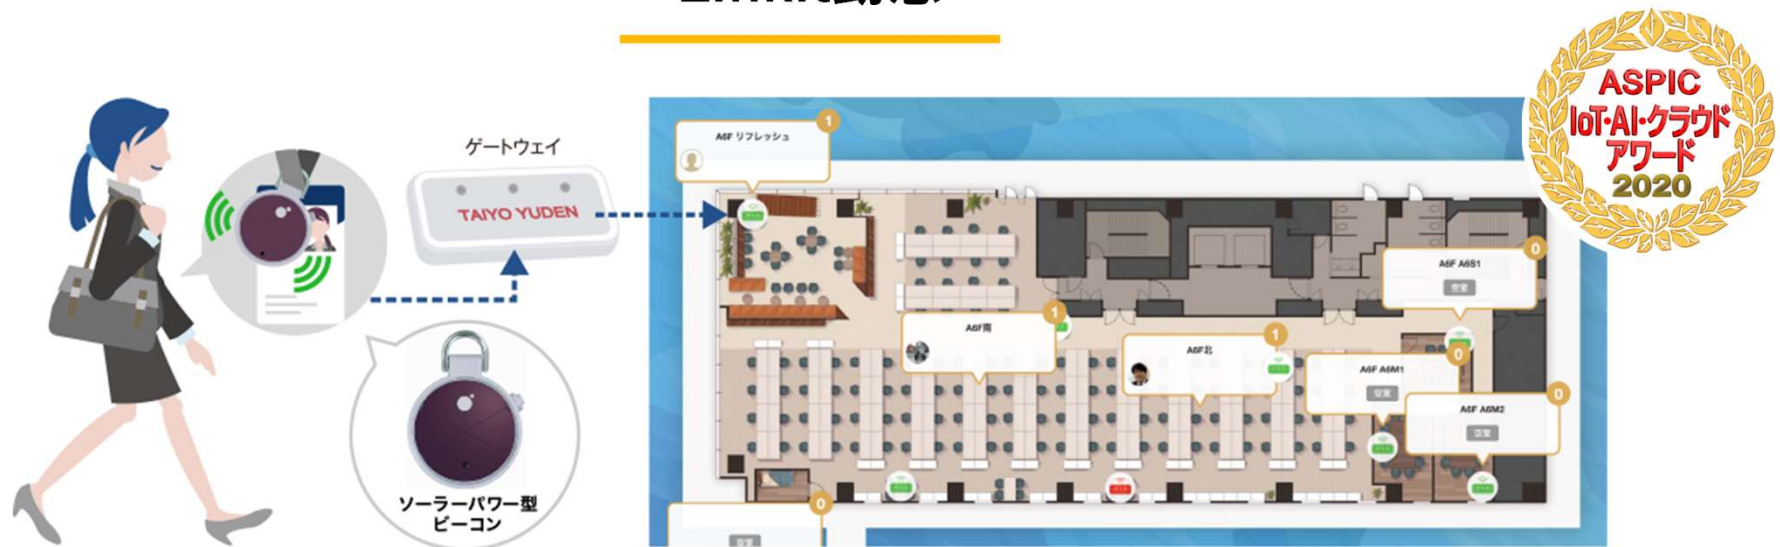 ゲートウェイ
TAIYO YUDEN
ソーラーパワー型
ビーコン
A6F リフレッシュ
1
A6F南
1
A6F北
1
A6F A6S1
空室
0
A6F A6M1
空室
0
A6F A6M2
空室
0
空室
0
ASPIC
IoT・AI・クラウド
アワード
2020